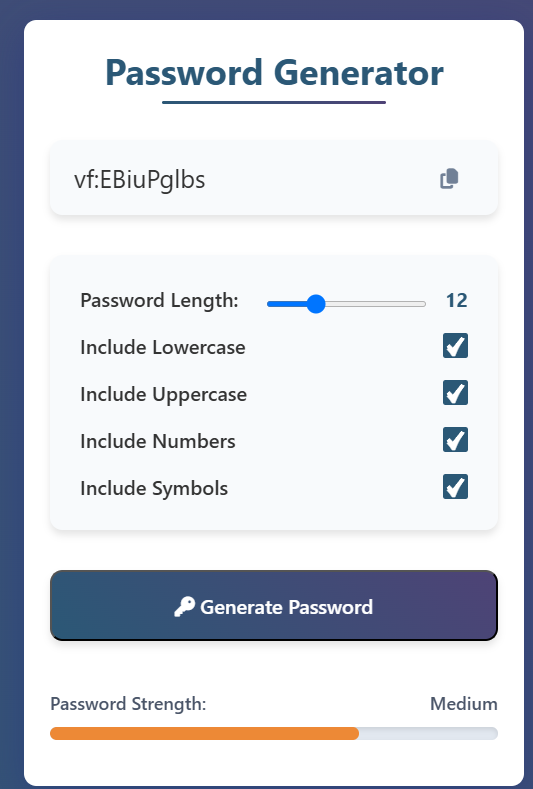 Password Generator
vf:EBiuPglbs
Password Length: 12
Include Lowercase
Include Uppercase
Include Numbers
Include Symbols
Generate Password
Password Strength: Medium